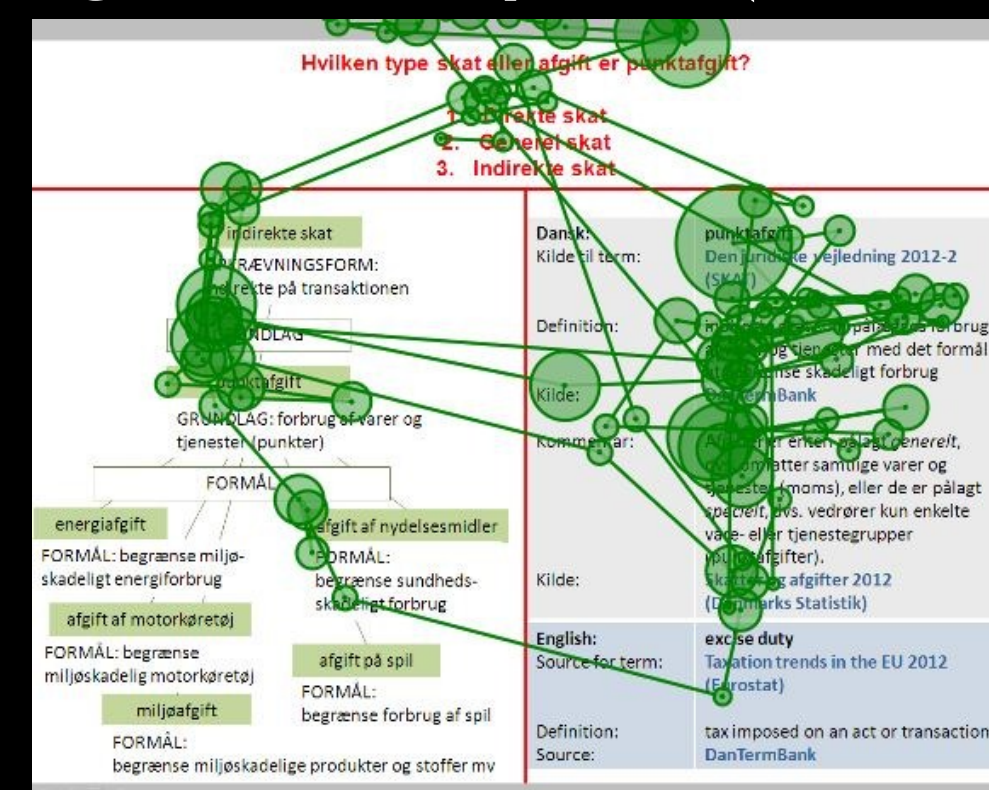 Hvilken type skat eller afgift er punktafgift?
1. Direkte skat
2. Generel skat
3. Indirekte skat
indirekte skat
OPKRÆVNINGSFORM:
indirekte på transaktionen
GRUNDLAG
punktafgift
GRUNDLAG: forbrug af varer og
tjenester (punkter)
FORMÅL
energiafgift
FORMÅL: begrænse miljø-
skadeligt energiforbrug
afgift af nydelsesmidler
FORMÅL:
begrænse sundheds-
skadeligt forbrug
afgift af motorkøretøj
FORMÅL: begrænse
miljøskadelig motorkøretøj
afgift på spil
FORMÅL:
begrænse forbrug af spil
miljøafgift
FORMÅL:
begrænse miljøskadelige produkter og stoffer mv
Dansk: punktafgift
Kilde til term: Den juridiske vejledning 2012-2
(SKAT)
Definition: forbrug
og tjenester med det formål
skadeligt forbrug
Kilde: DanTermBank
Kommentar: er enten pålagt generelt,
omfatter samtlige varer og
tjenester (moms), eller de er pålagt
specielt, dvs. vedrører kun enkelte
vare- eller tjenestegrupper
(punktafgifter).
Kilde: Skatter og afgifter 2012
(Danmarks Statistik)
English: excise duty
Source for term: Taxation trends in the EU 2012
(Eurostat)
Definition: tax imposed on an act or transaction
Source: DanTermBank